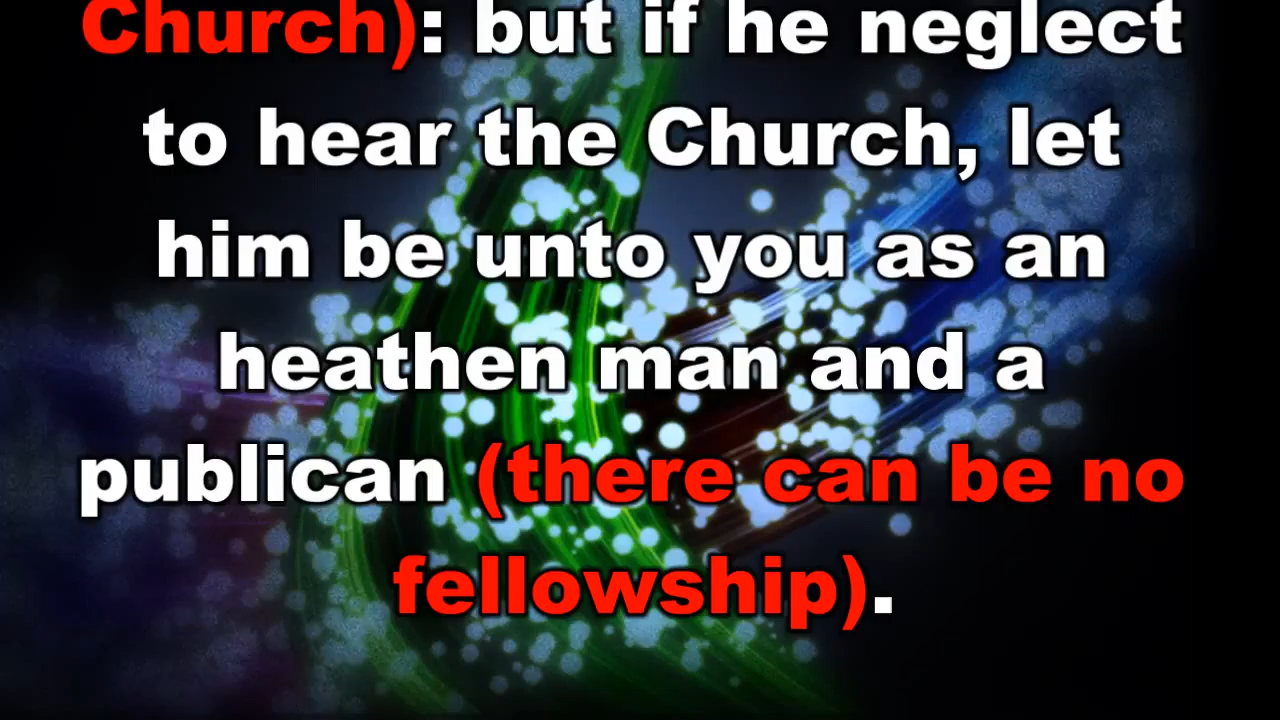 Church): but if he neglect
to hear the Church, let
him be unto you as an
heathen man and a
publican (there can be no
fellowship).